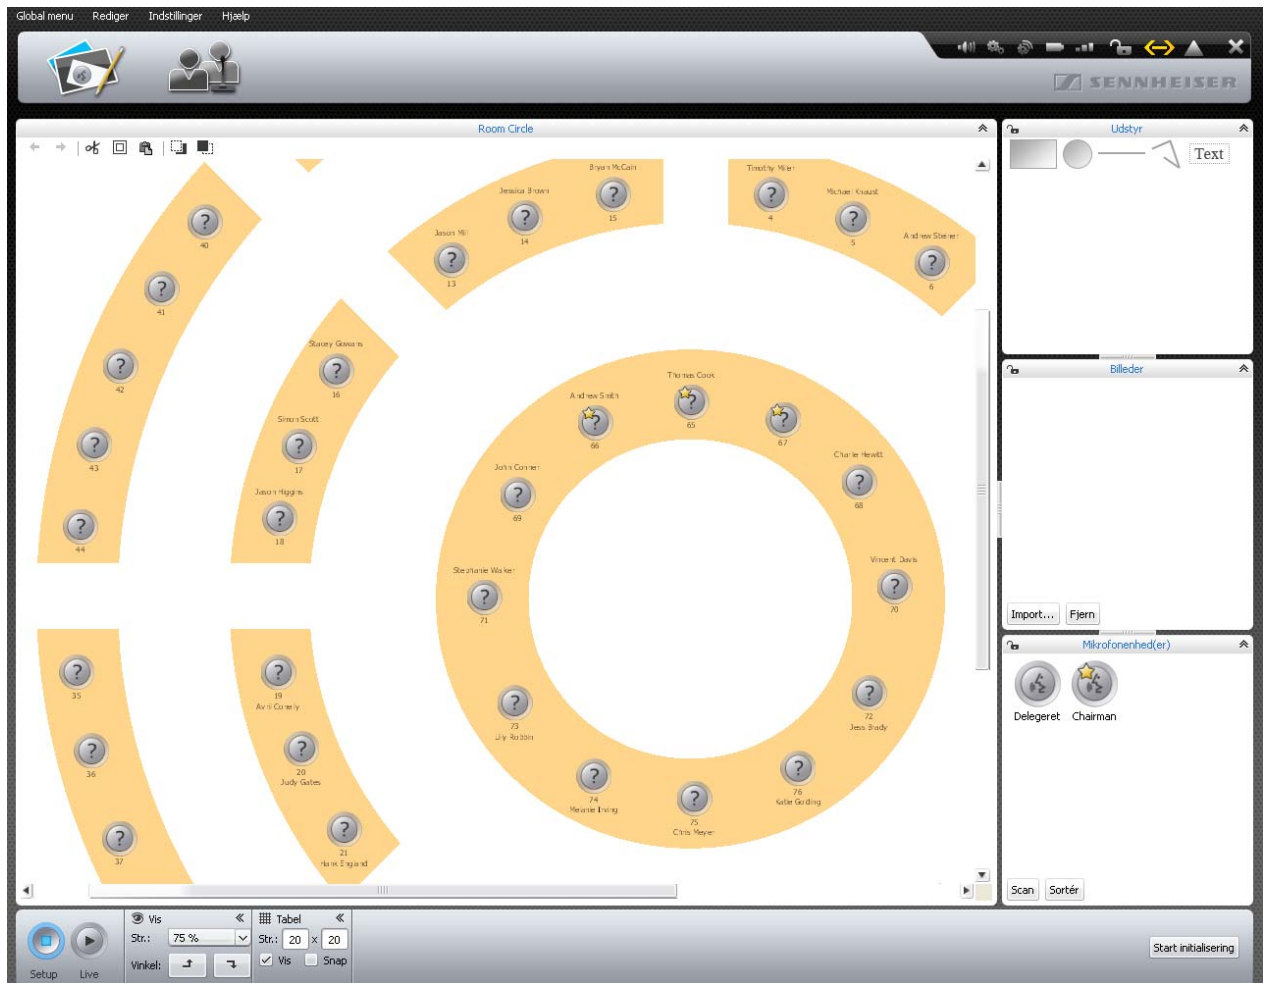 Global menu Rediger Indstillinger Hjælp
SENNHEISER
Room Circle
Udstyr
Text
Bryan McCain
15
Jessica Brown
14
Jason Mill
13
Timothy Miller
4
Michael Knaust
5
Andrew Steiner
6
40
41
42
43
44
Stacey Gowans
16
Simon Scott
17
Jason Higgins
18
Thomas Cook
65
Andrew Smith
66
67
Charlie Hewitt
68
John Conner
69
Vincent Davis
70
Stephanie Walker
71
72
Jess Brady
73
Lily Robbin
74
Melanie Irving
75
Chris Meyer
76
Katie Golding
35
36
37
19
Avril Conelly
20
Judy Gates
21
Hank England
Billeder
Import... Fjern
Mikrofonenhed(er)
Delegeret Chairman
Scan Sortér
Setup Live
Vis
Str.: 75 %
Vinkel:
Tabel
Str.: 20 x 20
Vis Snap
Start initialisering